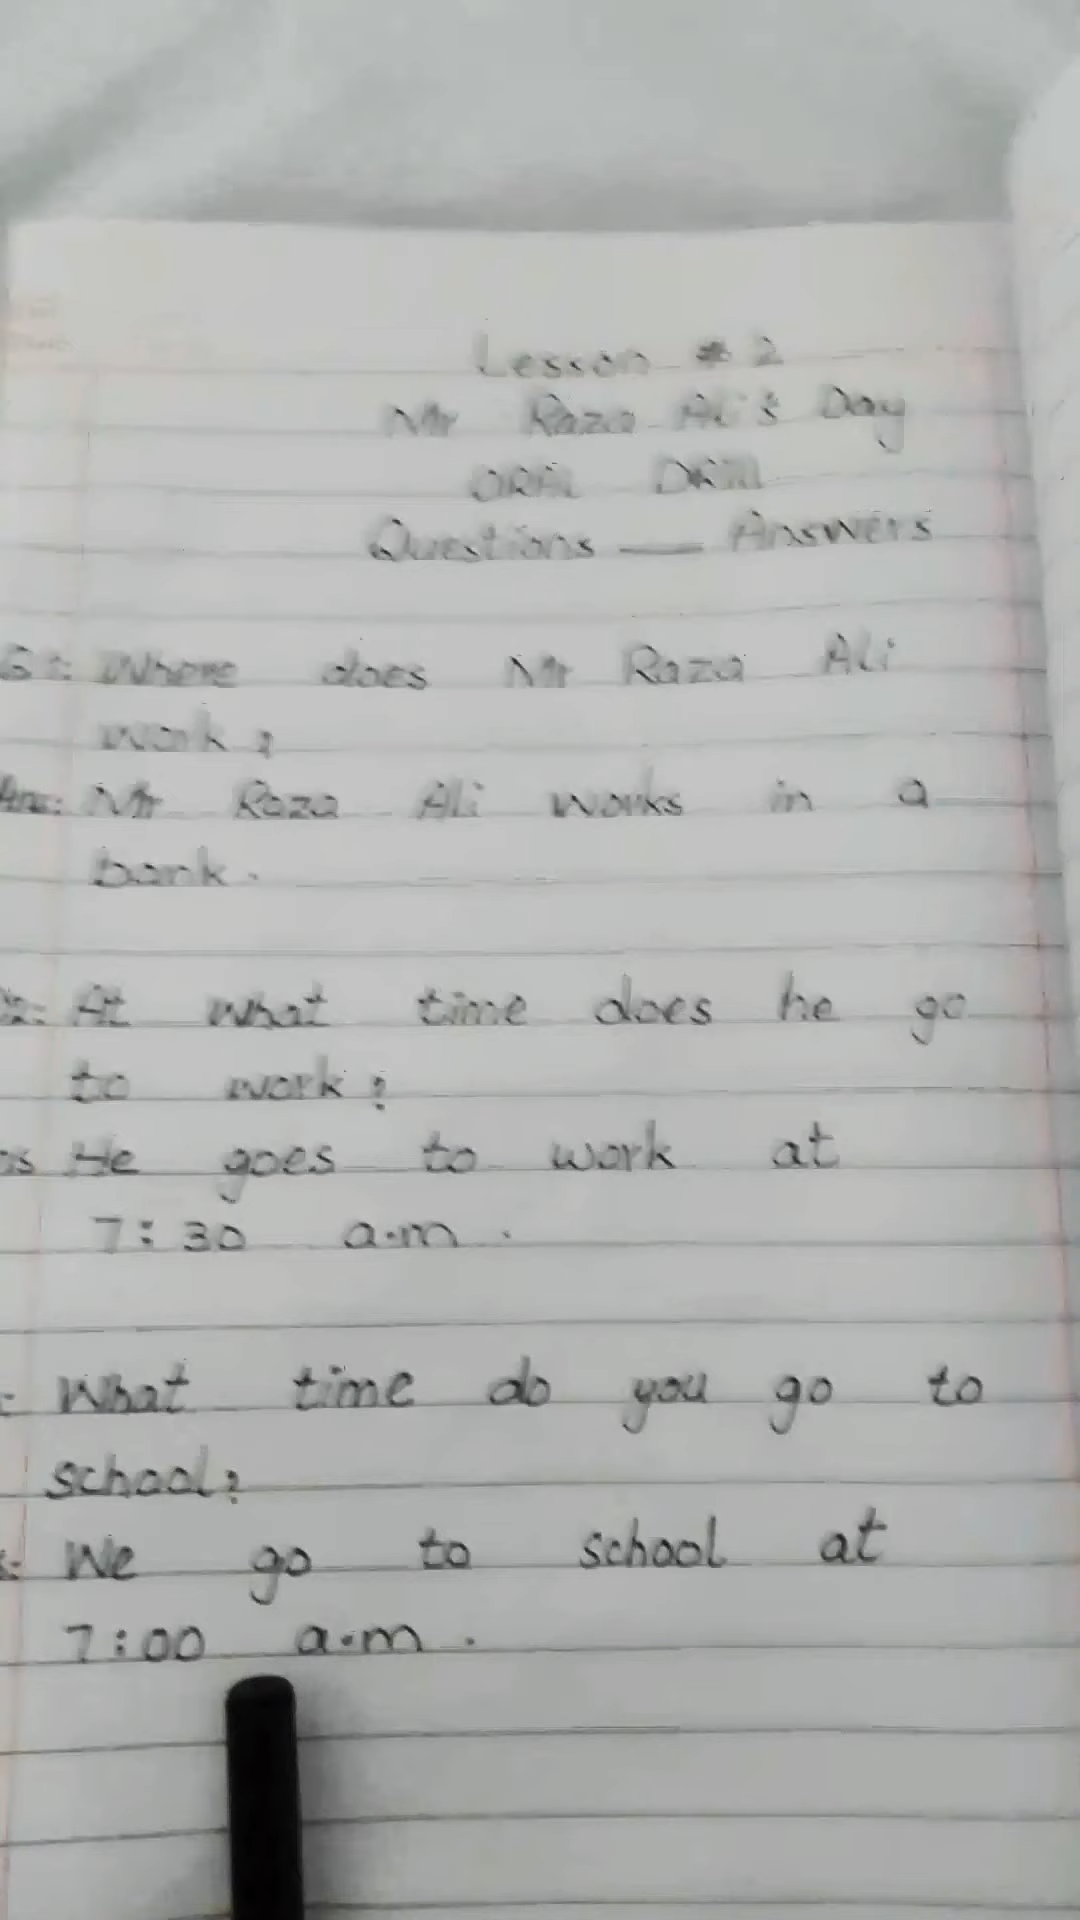 Lesson # 2
Mr Raza Ali's Day
ORAL DRILL
Questions — Answers
Where does Mr Raza Ali
work?
Ans: Mr Raza Ali works in a
bank.
At what time does he go
to work?
He goes to work at
7:30 a.m.
What time do you go to
school?
We go to school at
7:00 a.m.